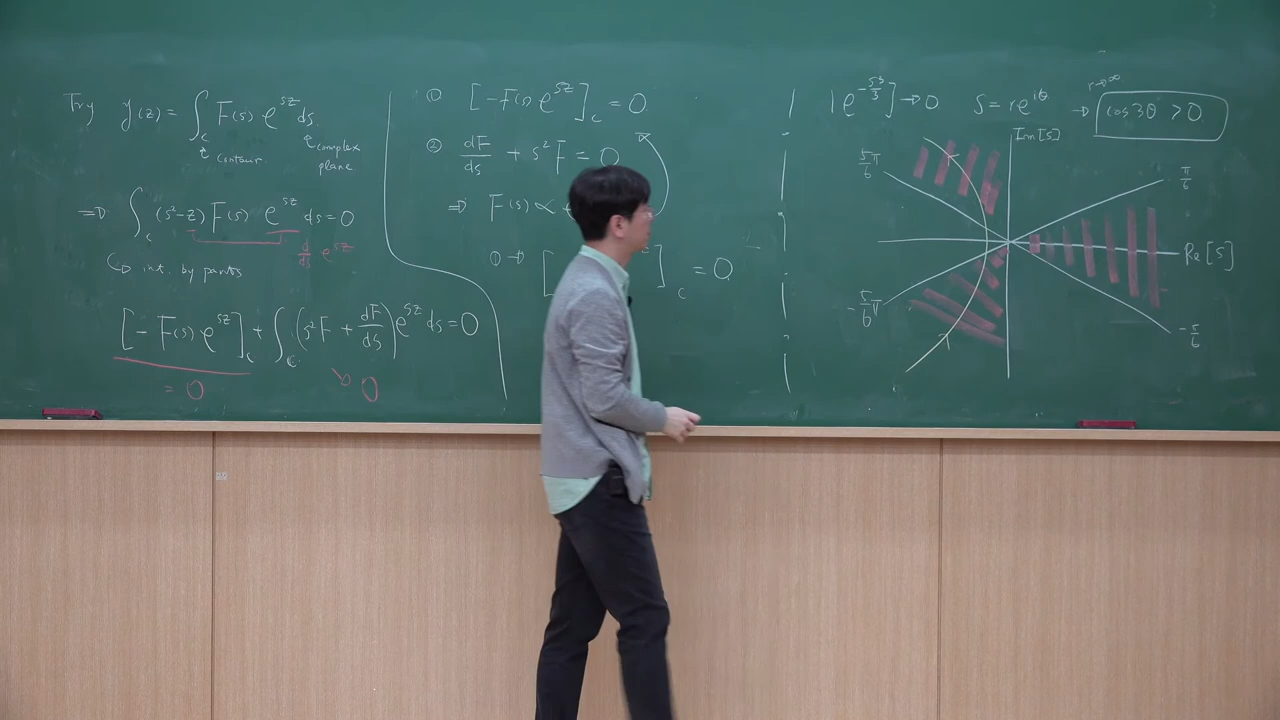 Try y(z) = ∫_C F(s) e^{sz} ds.
contour
complex plane
⇒ ∫_C (s²-z) F(s) e^{sz} ds = 0
d/ds e^{sz}
↳ int. by parts
[- F(s) e^{sz}]_C + ∫_C (s²F + dF/ds) e^{sz} ds = 0
= 0
↘ 0
① [-F(s) e^{sz}]_C = 0
② dF/ds + s²F = 0
⇒ F(s) ∝
① → [ ]_C = 0
|e^{-s³/3}| → 0 s = re^{iθ}
r→∞
⇒ cos3θ > 0
Im[s]
5/6 π
π/6
Re[s]
-5/6 π
-π/6